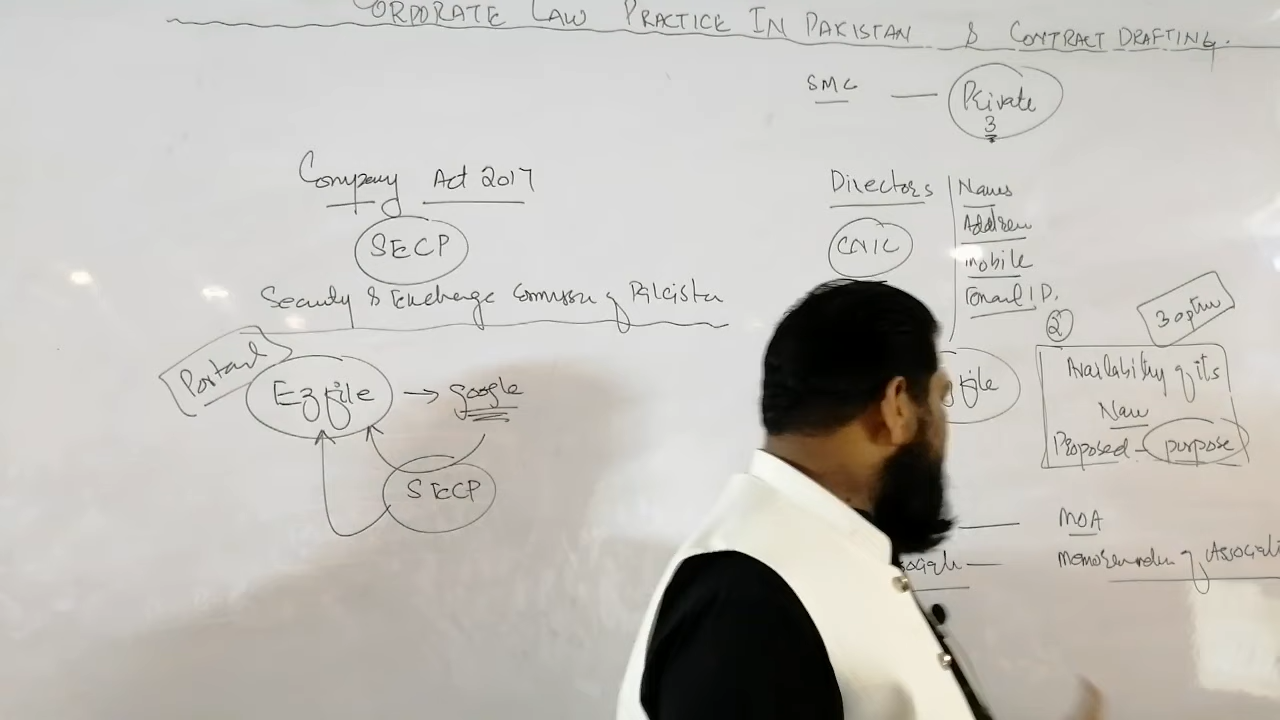 CORPORATE LAW PRACTICE IN PAKISTAN & CONTRACT DRAFTING.
SMC — Private
3
Company Act 2017
SECP
Security & Exchange Commission of Pakistan
Portal
Ezfile → google
SECP
Directors
CNIC
Names
Address
Mobile
Email I.D.
file
2
3 option
Availability of its
Name
Proposed - purpose
— MOA
— Memorandum of Associati